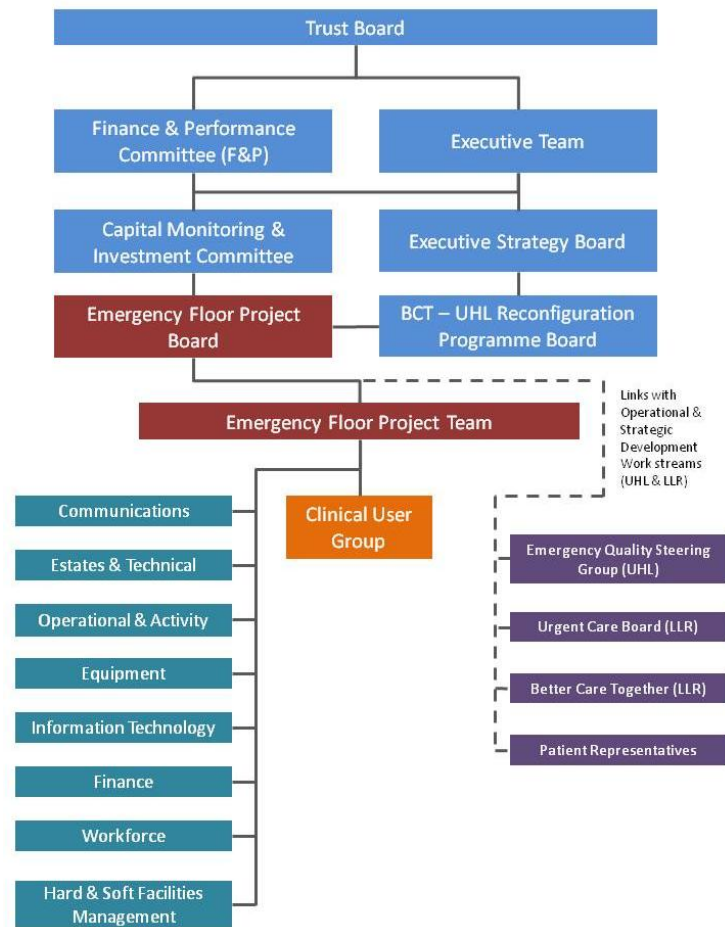 Trust Board
Finance & Performance
Committee (F&P)
Executive Team
Capital Monitoring &
Investment Committee
Executive Strategy Board
Emergency Floor Project
Board
BCT – UHL Reconfiguration
Programme Board
Links with
Operational &
Strategic
Development
Work streams
(UHL & LLR)
Emergency Floor Project Team
Clinical User
Group
Communications
Estates & Technical
Operational & Activity
Equipment
Information Technology
Finance
Workforce
Hard & Soft Facilities
Management
Emergency Quality Steering
Group (UHL)
Urgent Care Board (LLR)
Better Care Together (LLR)
Patient Representatives